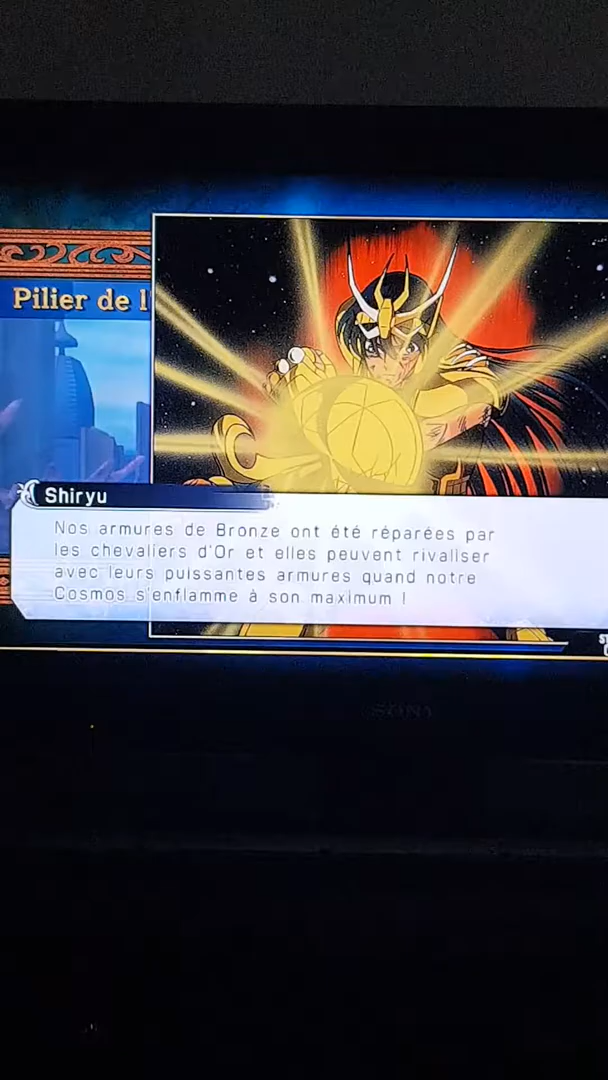 Pilier de l
Shiryu
Nos armures de Bronze ont été réparées par
les chevaliers d'Or et elles peuvent rivaliser
avec leurs puissantes armures quand notre
Cosmos s'enflamme à son maximum !
SONY